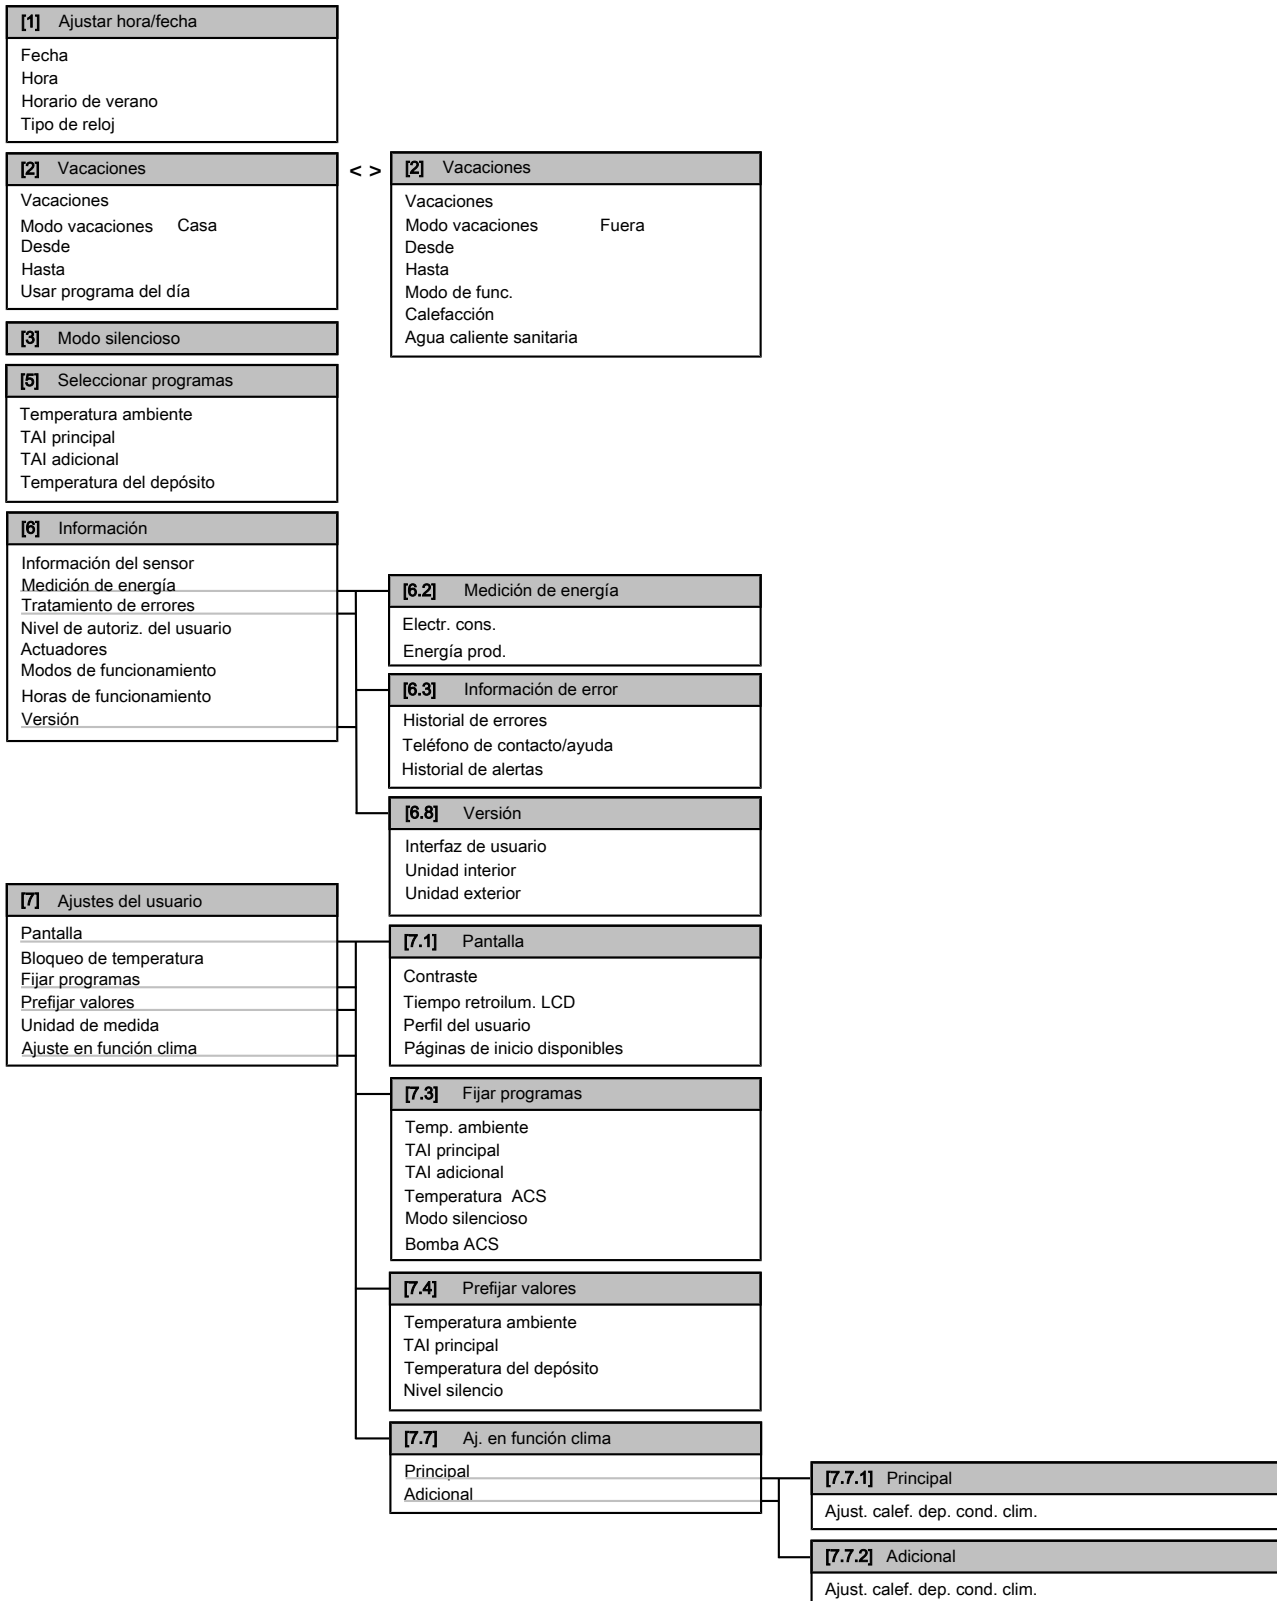 [1] Ajustar hora/fecha
Fecha
Hora
Horario de verano
Tipo de reloj
[2] Vacaciones
Vacaciones
Modo vacaciones Casa
Desde
Hasta
Usar programa del día
< >
[2] Vacaciones
Vacaciones
Modo vacaciones Fuera
Desde
Hasta
Modo de func.
Calefacción
Agua caliente sanitaria
[3] Modo silencioso
[5] Seleccionar programas
Temperatura ambiente
TAI principal
TAI adicional
Temperatura del depósito
[6] Información
Información del sensor
Medición de energía
Tratamiento de errores
Nivel de autoriz. del usuario
Actuadores
Modos de funcionamiento
Horas de funcionamiento
Versión
[6.2] Medición de energía
Electr. cons.
Energía prod.
[6.3] Información de error
Historial de errores
Teléfono de contacto/ayuda
Historial de alertas
[6.8] Versión
Interfaz de usuario
Unidad interior
Unidad exterior
[7] Ajustes del usuario
Pantalla
Bloqueo de temperatura
Fijar programas
Prefijar valores
Unidad de medida
Ajuste en función clima
[7.1] Pantalla
Contraste
Tiempo retroilum. LCD
Perfil del usuario
Páginas de inicio disponibles
[7.3] Fijar programas
Temp. ambiente
TAI principal
TAI adicional
Temperatura ACS
Modo silencioso
Bomba ACS
[7.4] Prefijar valores
Temperatura ambiente
TAI principal
Temperatura del depósito
Nivel silencio
[7.7] Aj. en función clima
Principal
Adicional
[7.7.1] Principal
Ajust. calef. dep. cond. clim.
[7.7.2] Adicional
Ajust. calef. dep. cond. clim.